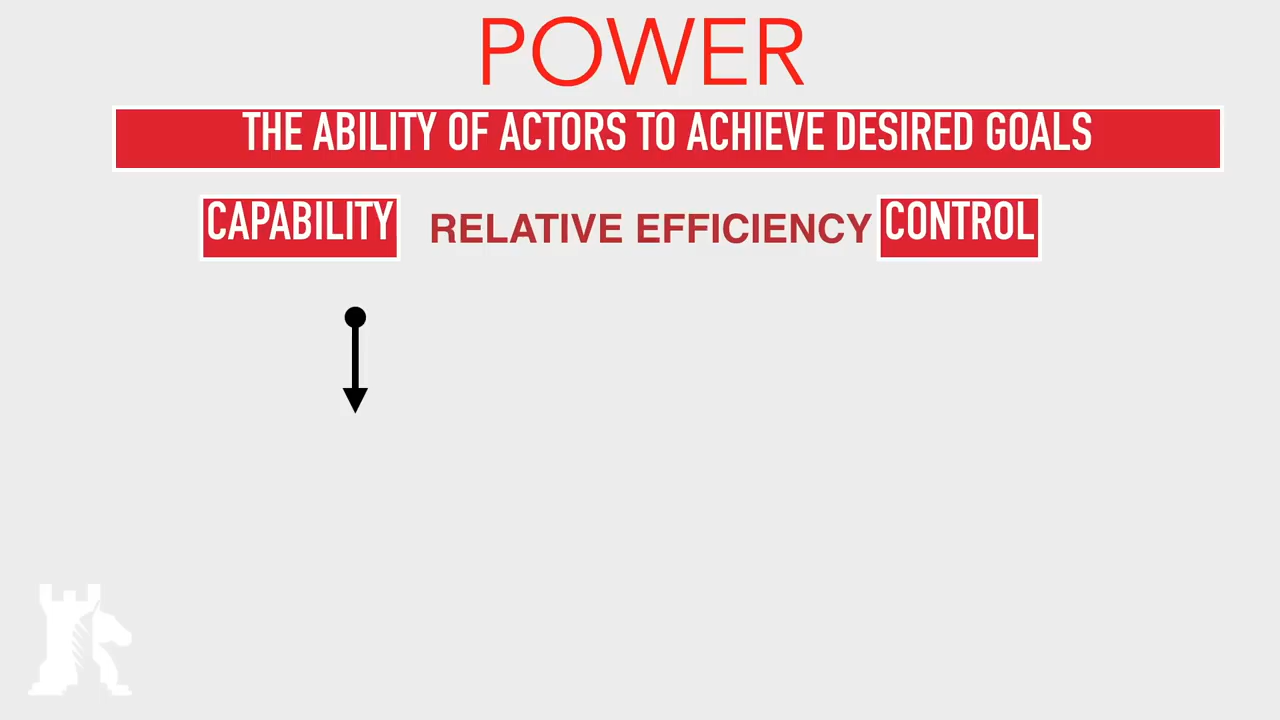 POWER
THE ABILITY OF ACTORS TO ACHIEVE DESIRED GOALS
CAPABILITY RELATIVE EFFICIENCY CONTROL